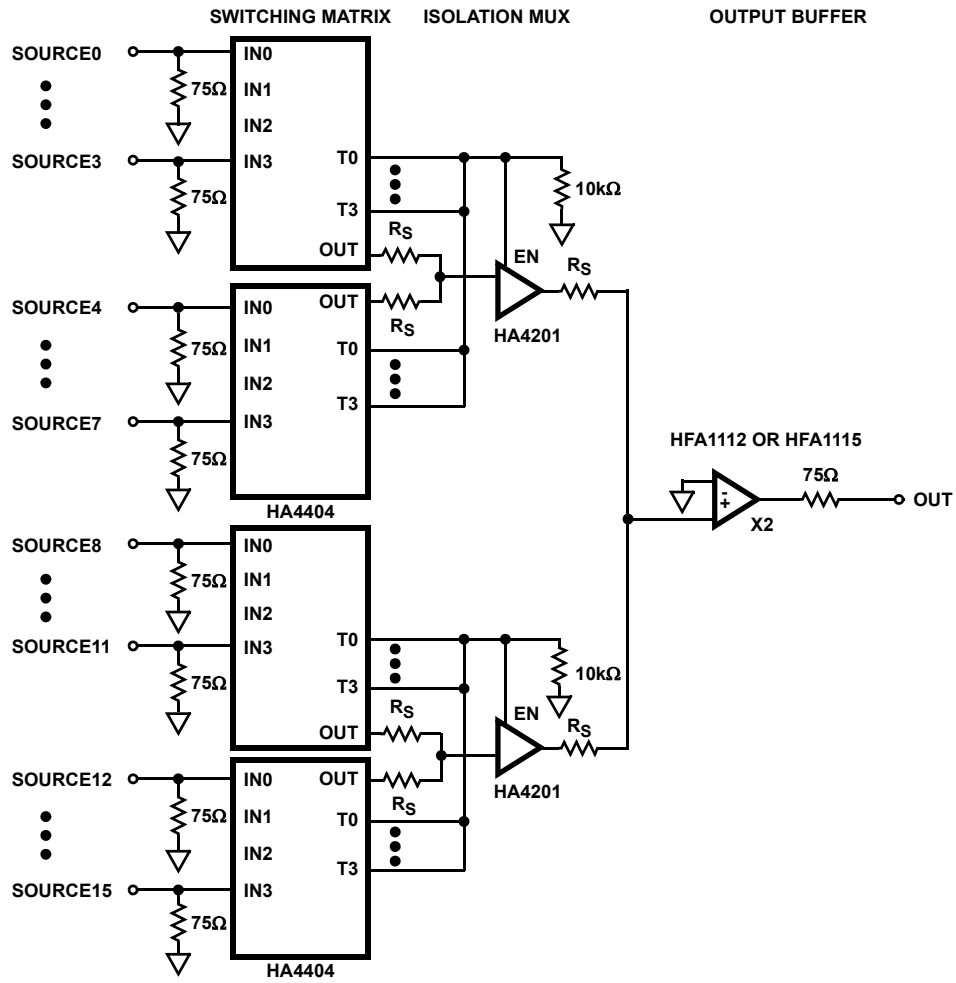 SWITCHING MATRIX
ISOLATION MUX
OUTPUT BUFFER
SOURCE0
75Ω
IN0
IN1
IN2
SOURCE3
75Ω
IN3
T0
T3
OUT
RS
10kΩ
EN
RS
HA4201
SOURCE4
75Ω
IN0
IN1
IN2
OUT
RS
T0
T3
SOURCE7
75Ω
IN3
HA4404
HFA1112 OR HFA1115
-
+
X2
75Ω
OUT
SOURCE8
75Ω
IN0
IN1
IN2
SOURCE11
75Ω
IN3
T0
T3
OUT
RS
10kΩ
EN
RS
HA4201
SOURCE12
75Ω
IN0
IN1
IN2
OUT
RS
T0
T3
SOURCE15
75Ω
IN3
HA4404